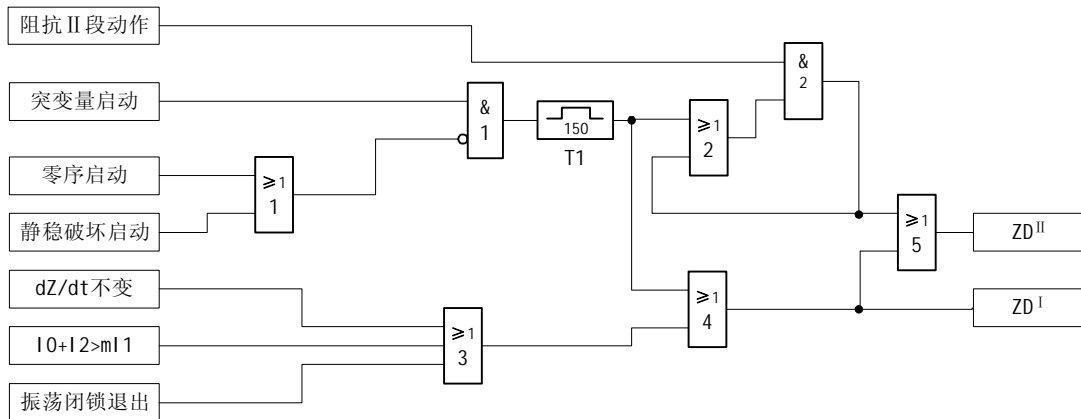 阻抗Ⅱ段动作
突变量启动
零序启动
静稳破坏启动
dZ/dt不变
I0+I2>mI1
振荡闭锁退出
≥1
1
&
1
150
T1
≥1
2
&
2
≥1
3
≥1
4
≥1
5
ZDⅡ
ZDⅠ